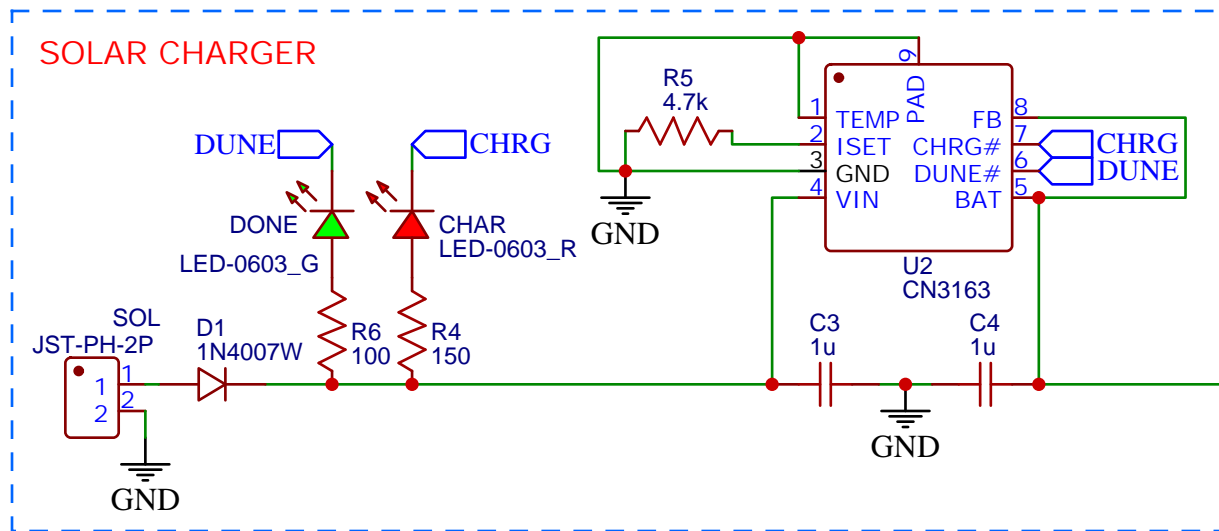 SOLAR CHARGER
R5
4.7k
9
PAD
1 TEMP
2 ISET
3 GND
4 VIN
FB 8
CHRG# 7
DUNE# 6
BAT 5
CHRG
DUNE
DUNE
CHRG
GND
U2
CN3163
DONE
LED-0603_G
CHAR
LED-0603_R
SOL
JST-PH-2P
D1
1N4007W
R6
100
R4
150
C3
1u
C4
1u
1 1
2 2
GND
GND